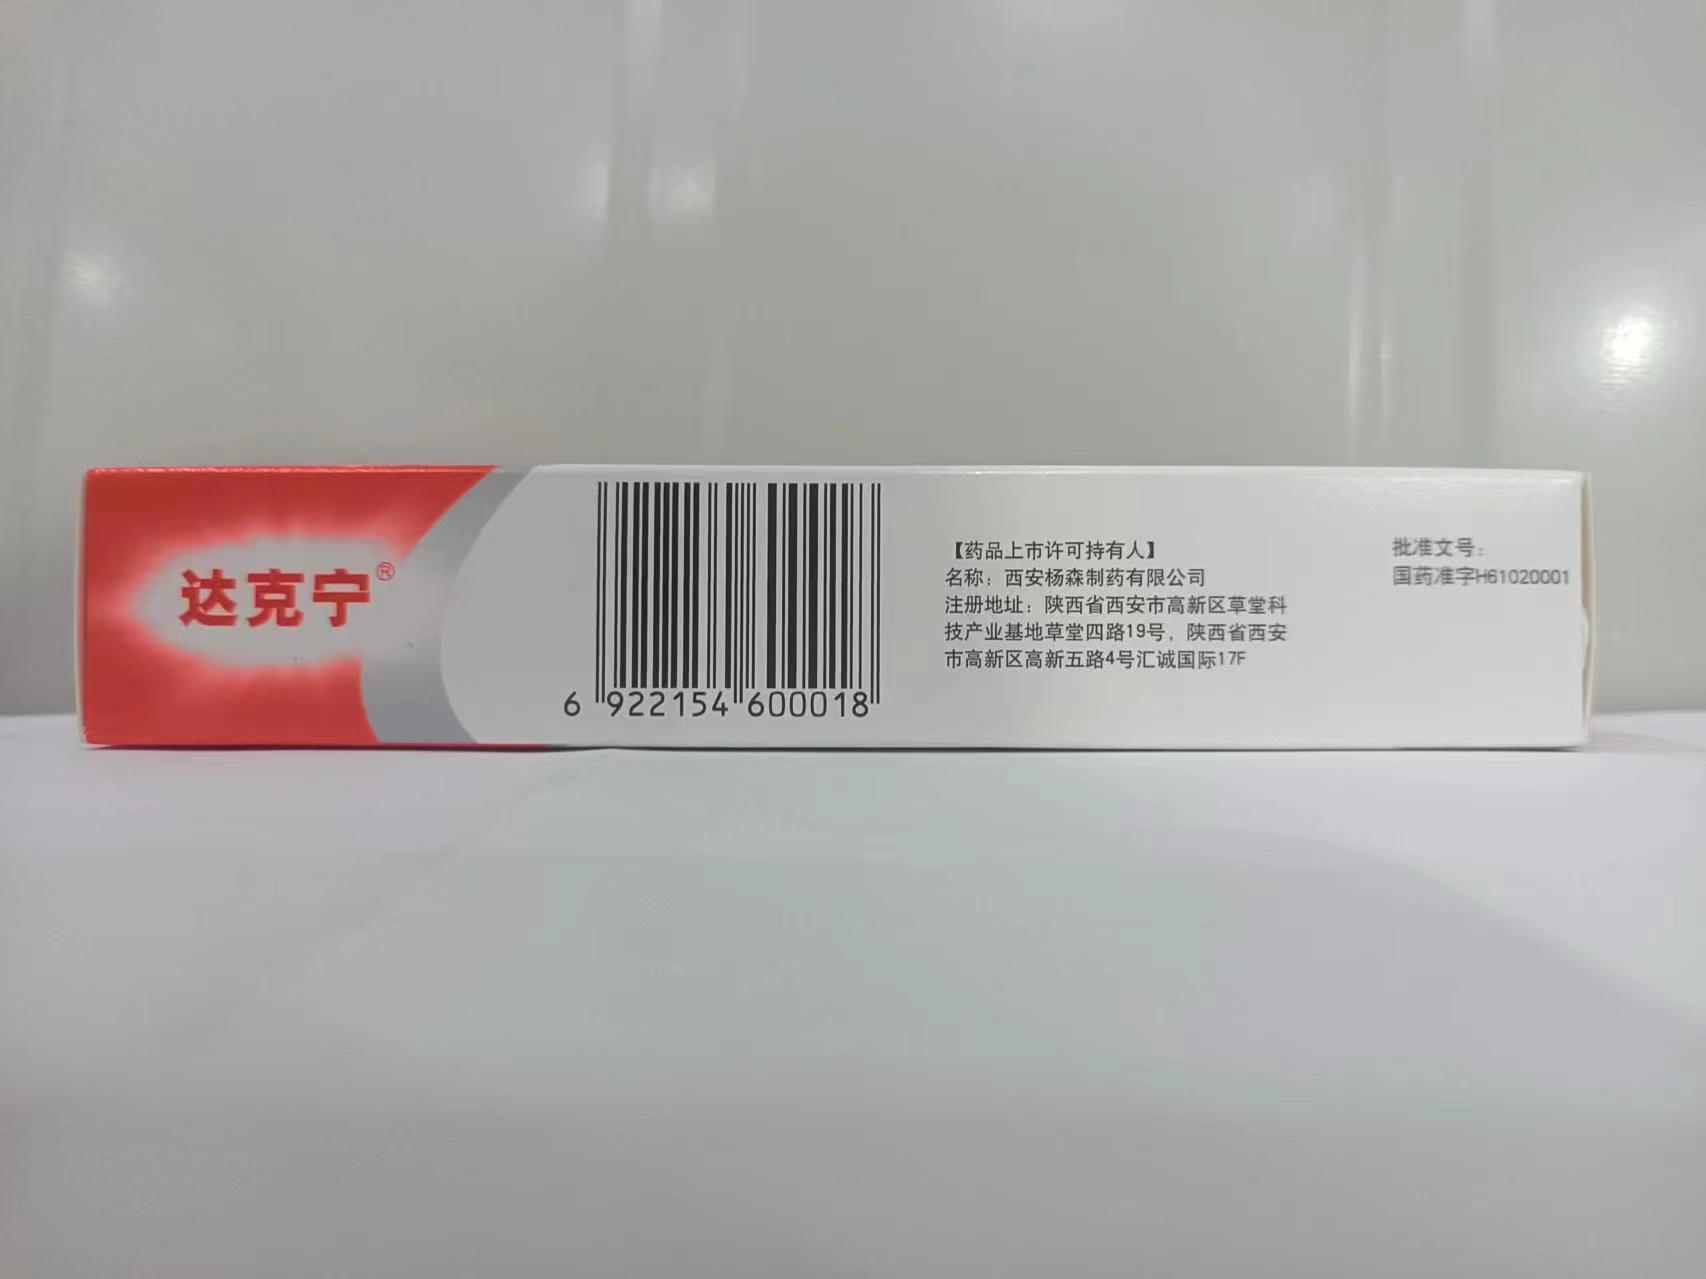 达克宁®
6 922154 600018
【药品上市许可持有人】
名称：西安杨森制药有限公司
注册地址：陕西省西安市高新区草堂科
技产业基地草堂四路19号，陕西省西安
市高新区高新五路4号汇诚国际17F
批准文号：
国药准字H61020001